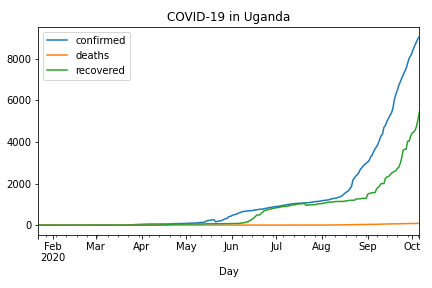 COVID-19 in Uganda
confirmed
deaths
recovered
8000
6000
4000
2000
0
Feb Mar Apr May Jun Jul Aug Sep Oct
2020
Day